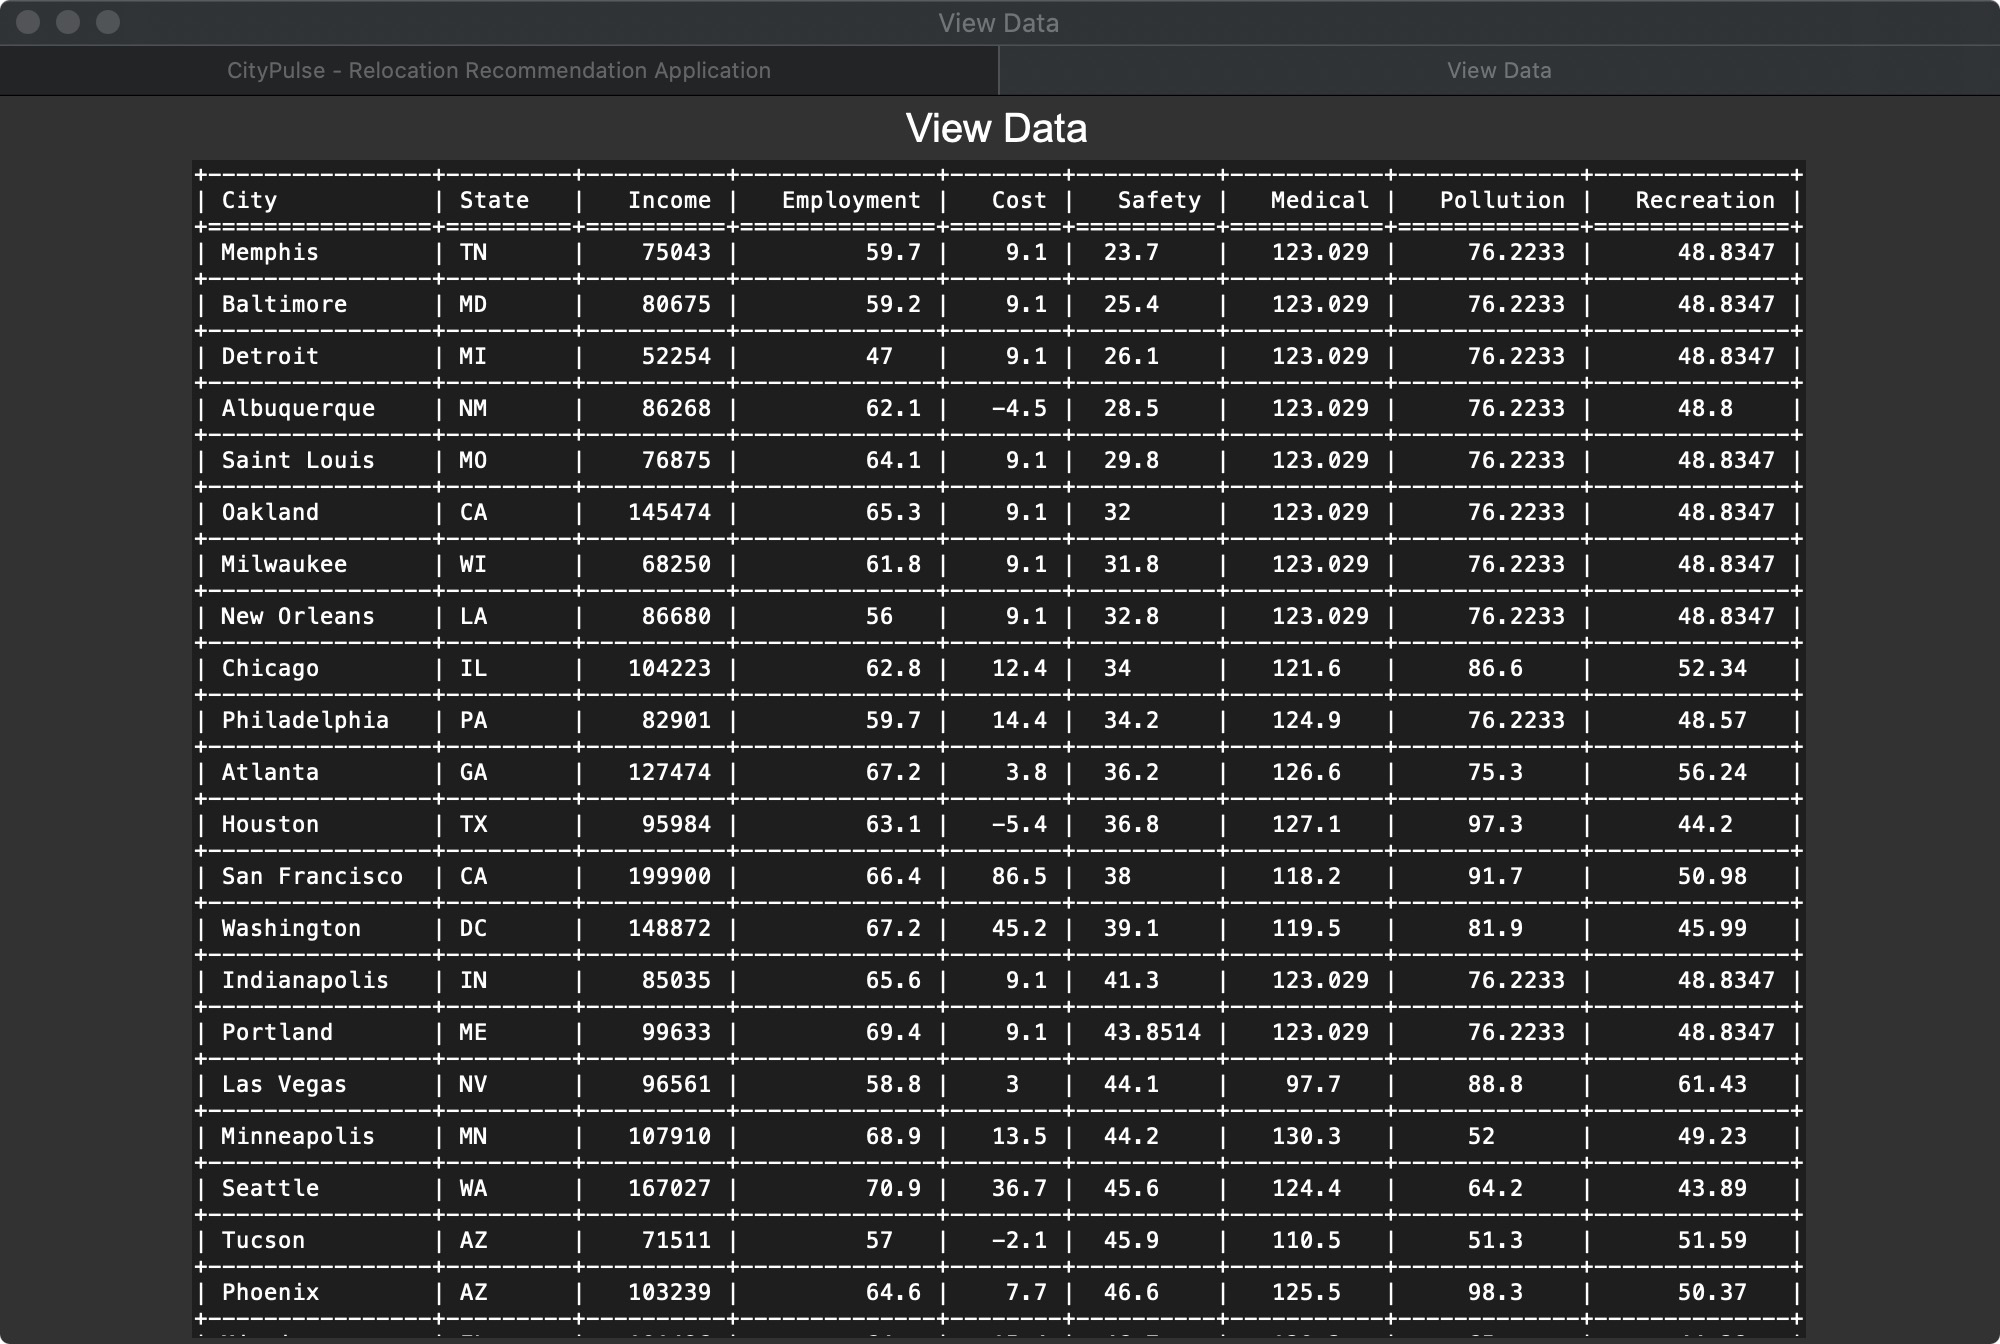 View Data
CityPulse - Relocation Recommendation Application View Data
View Data
+----------------+---------+----------+--------------+--------+----------+-----------+-------------+--------------+
| City           | State   |   Income |   Employment |   Cost |   Safety |   Medical |   Pollution |   Recreation |
+================+=========+==========+==============+========+==========+===========+=============+==============+
| Memphis        | TN      |    75043 |         59.7 |    9.1 |  23.7    |   123.029 |     76.2233 |      48.8347 |
+----------------+---------+----------+--------------+--------+----------+-----------+-------------+--------------+
| Baltimore      | MD      |    80675 |         59.2 |    9.1 |  25.4    |   123.029 |     76.2233 |      48.8347 |
+----------------+---------+----------+--------------+--------+----------+-----------+-------------+--------------+
| Detroit        | MI      |    52254 |         47   |    9.1 |  26.1    |   123.029 |     76.2233 |      48.8347 |
+----------------+---------+----------+--------------+--------+----------+-----------+-------------+--------------+
| Albuquerque    | NM      |    86268 |         62.1 |   -4.5 |  28.5    |   123.029 |     76.2233 |      48.8    |
+----------------+---------+----------+--------------+--------+----------+-----------+-------------+--------------+
| Saint Louis    | MO      |    76875 |         64.1 |    9.1 |  29.8    |   123.029 |     76.2233 |      48.8347 |
+----------------+---------+----------+--------------+--------+----------+-----------+-------------+--------------+
| Oakland        | CA      |   145474 |         65.3 |    9.1 |  32      |   123.029 |     76.2233 |      48.8347 |
+----------------+---------+----------+--------------+--------+----------+-----------+-------------+--------------+
| Milwaukee      | WI      |    68250 |         61.8 |    9.1 |  31.8    |   123.029 |     76.2233 |      48.8347 |
+----------------+---------+----------+--------------+--------+----------+-----------+-------------+--------------+
| New Orleans    | LA      |    86680 |         56   |    9.1 |  32.8    |   123.029 |     76.2233 |      48.8347 |
+----------------+---------+----------+--------------+--------+----------+-----------+-------------+--------------+
| Chicago        | IL      |   104223 |         62.8 |   12.4 |  34      |   121.6   |     86.6    |      52.34   |
+----------------+---------+----------+--------------+--------+----------+-----------+-------------+--------------+
| Philadelphia   | PA      |    82901 |         59.7 |   14.4 |  34.2    |   124.9   |     76.2233 |      48.57   |
+----------------+---------+----------+--------------+--------+----------+-----------+-------------+--------------+
| Atlanta        | GA      |   127474 |         67.2 |    3.8 |  36.2    |   126.6   |     75.3    |      56.24   |
+----------------+---------+----------+--------------+--------+----------+-----------+-------------+--------------+
| Houston        | TX      |    95984 |         63.1 |   -5.4 |  36.8    |   127.1   |     97.3    |      44.2    |
+----------------+---------+----------+--------------+--------+----------+-----------+-------------+--------------+
| San Francisco  | CA      |   199900 |         66.4 |   86.5 |  38      |   118.2   |     91.7    |      50.98   |
+----------------+---------+----------+--------------+--------+----------+-----------+-------------+--------------+
| Washington     | DC      |   148872 |         67.2 |   45.2 |  39.1    |   119.5   |     81.9    |      45.99   |
+----------------+---------+----------+--------------+--------+----------+-----------+-------------+--------------+
| Indianapolis   | IN      |    85035 |         65.6 |    9.1 |  41.3    |   123.029 |     76.2233 |      48.8347 |
+----------------+---------+----------+--------------+--------+----------+-----------+-------------+--------------+
| Portland       | ME      |    99633 |         69.4 |    9.1 |  43.8514 |   123.029 |     76.2233 |      48.8347 |
+----------------+---------+----------+--------------+--------+----------+-----------+-------------+--------------+
| Las Vegas      | NV      |    96561 |         58.8 |    3   |  44.1    |    97.7   |     88.8    |      61.43   |
+----------------+---------+----------+--------------+--------+----------+-----------+-------------+--------------+
| Minneapolis    | MN      |   107910 |         68.9 |   13.5 |  44.2    |   130.3   |     52      |      49.23   |
+----------------+---------+----------+--------------+--------+----------+-----------+-------------+--------------+
| Seattle        | WA      |   167027 |         70.9 |   36.7 |  45.6    |   124.4   |     64.2    |      43.89   |
+----------------+---------+----------+--------------+--------+----------+-----------+-------------+--------------+
| Tucson         | AZ      |    71511 |         57   |   -2.1 |  45.9    |   110.5   |     51.3    |      51.59   |
+----------------+---------+----------+--------------+--------+----------+-----------+-------------+--------------+
| Phoenix        | AZ      |   103239 |         64.6 |    7.7 |  46.6    |   125.5   |     98.3    |      50.37   |
+----------------+---------+----------+--------------+--------+----------+-----------+-------------+--------------+